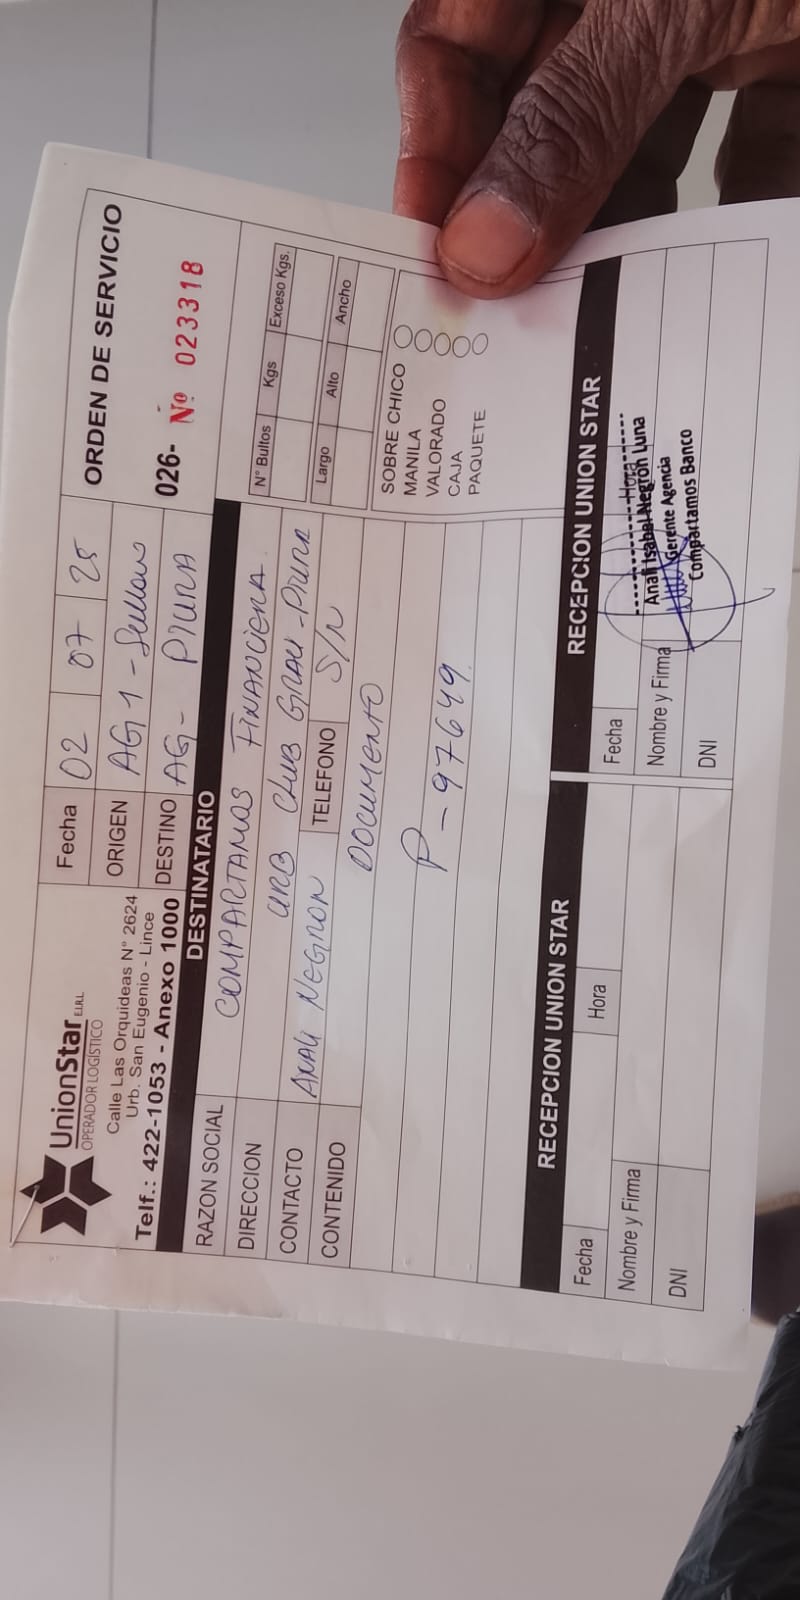 UnionStar E.I.R.L.
OPERADOR LOGÍSTICO
Calle Las Orquideas N° 2624
Urb. San Eugenio - Lince
Telf.: 422-1053 - Anexo 1000
Fecha 02 07 25
ORIGEN AG 1 - Sullana
DESTINO AG - PIURA
ORDEN DE SERVICIO
026- Nº 023318
DESTINATARIO
RAZON SOCIAL COMPARTAMOS FINANCIERA
DIRECCION URB CLUB GRAU - PIURA
CONTACTO ANALI NEGRON TELEFONO S/N
CONTENIDO DOCUMENTO
P - 97649
N° Bultos Kgs Exceso Kgs.
Largo Alto Ancho
SOBRE CHICO
MANILA
VALORADO
CAJA
PAQUETE
RECEPCION UNION STAR
Fecha Hora
Nombre y Firma
DNI
RECEPCION UNION STAR
Fecha Hora
Nombre y Firma
DNI
Anali Isabel Negron Luna
Gerente Agencia
Compartamos Banco